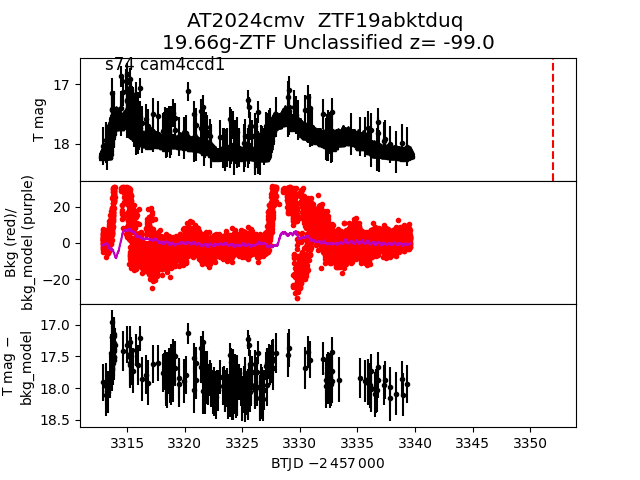 AT2024cmv  ZTF19abktduq
19.66g-ZTF Unclassified z= -99.0
s74 cam4ccd1
T mag
17
18
Bkg (red)/
bkg_model (purple)
20
0
−20
T mag −
bkg_model
17.0
17.5
18.0
18.5
3315 3320 3325 3330 3335 3340 3345 3350
BTJD −2 457 000